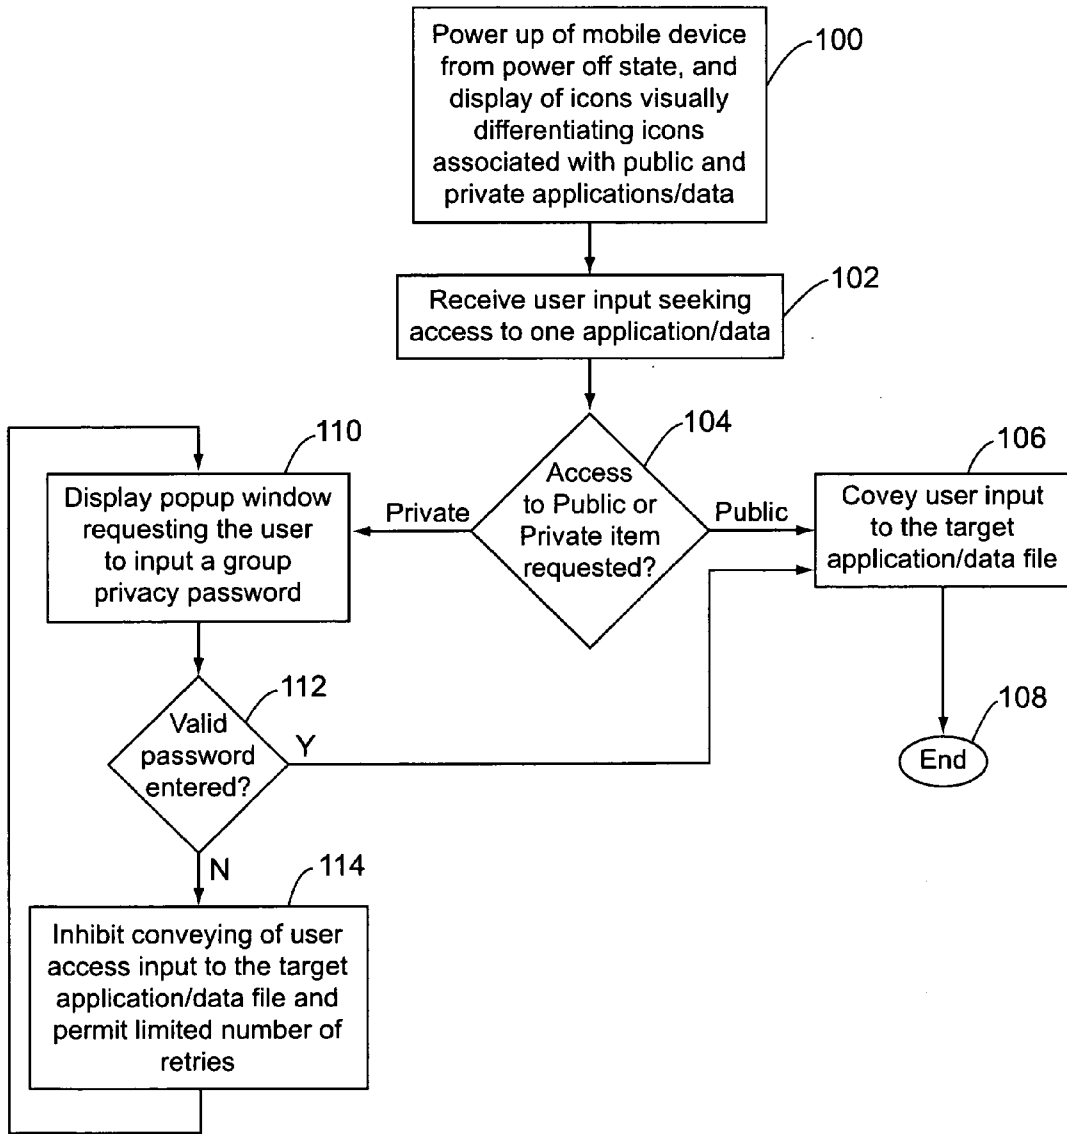 Power up of mobile device
from power off state, and
display of icons visually
differentiating icons
associated with public and
private applications/data
100
Receive user input seeking
access to one application/data
102
Access
to Public or
Private item
requested?
104
Private
Public
Covey user input
to the target
application/data file
106
End
108
Display popup window
requesting the user
to input a group
privacy password
110
Valid
password
entered?
112
Y
N
Inhibit conveying of user
access input to the target
application/data file and
permit limited number of
retries
114